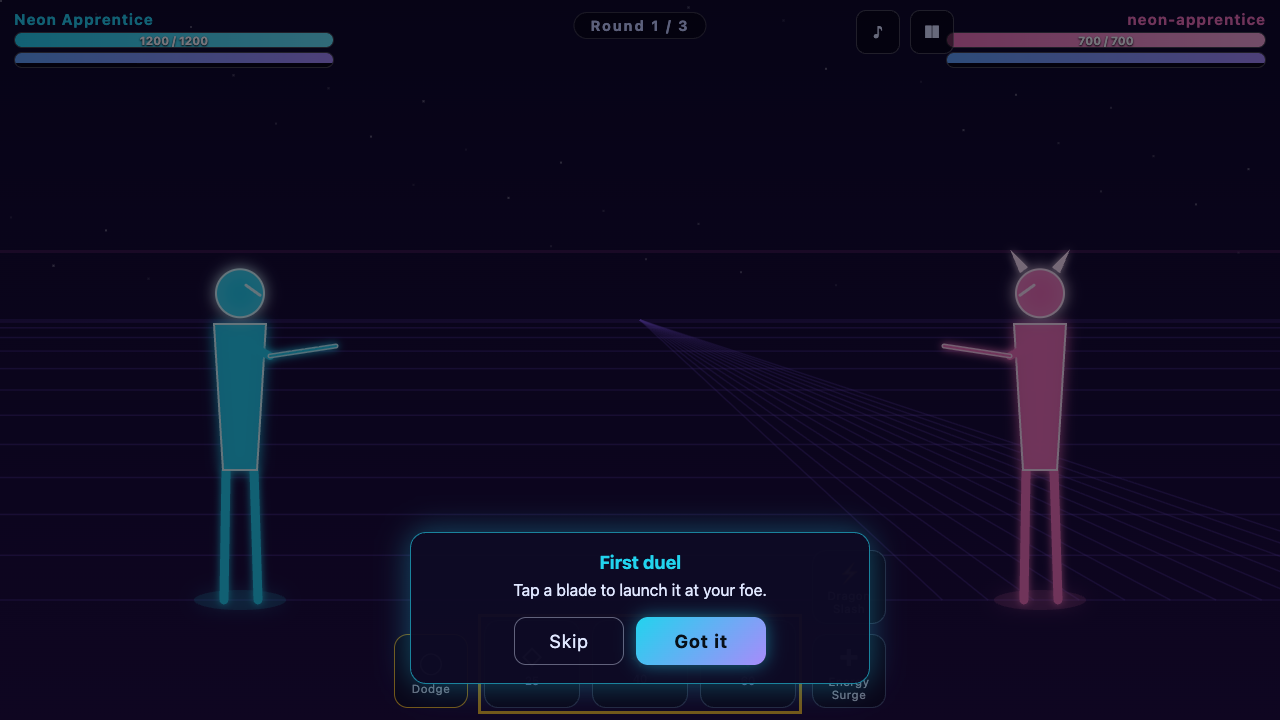 Neon Apprentice
1200 / 1200
Round 1 / 3
neon-apprentice
700 / 700
First duel
Tap a blade to launch it at your foe.
Skip
Got it
Dodge
Energy
Surge